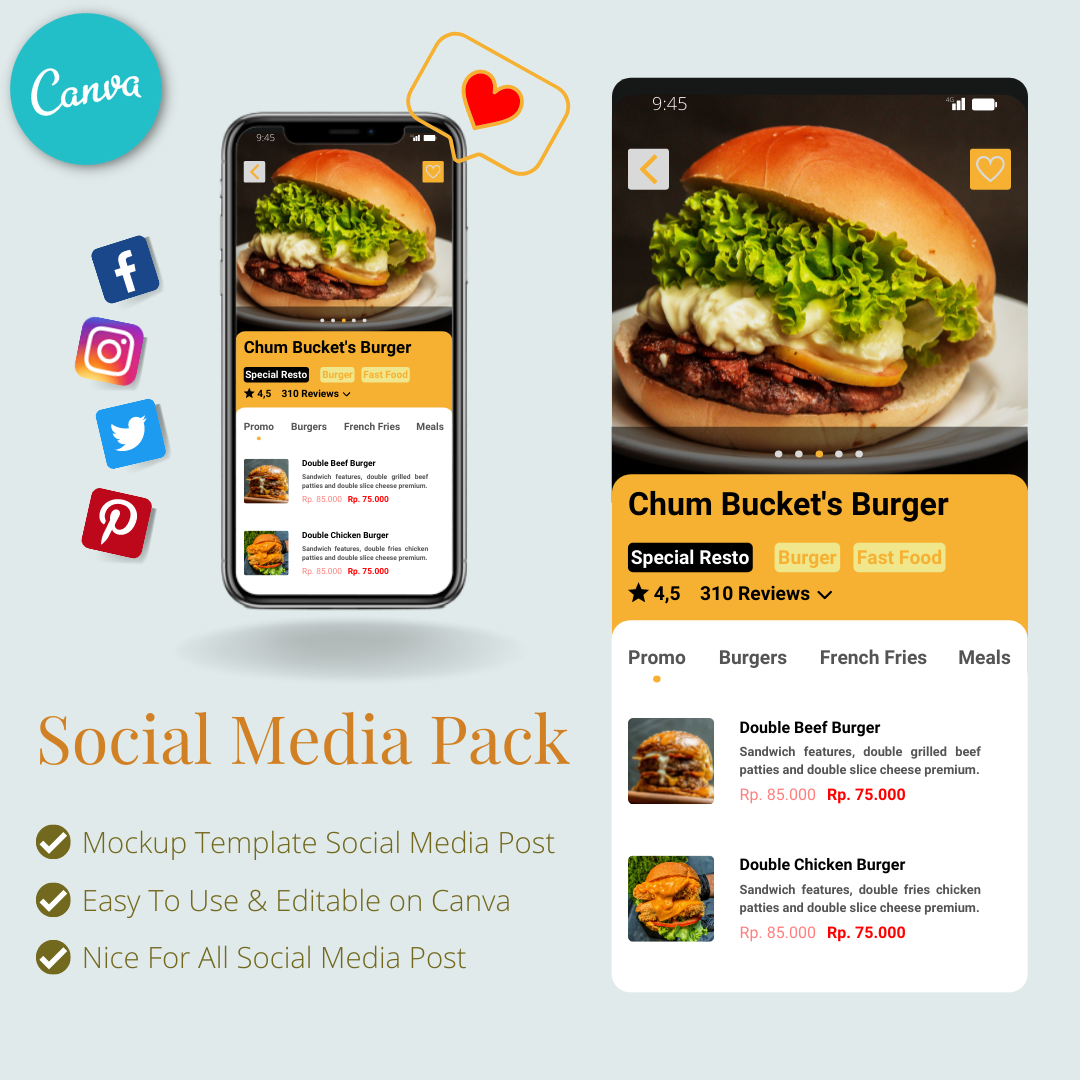 Canva
9:45
Chum Bucket's Burger
Special Resto Burger Fast Food
4,5 310 Reviews
Promo Burgers French Fries Meals
Double Beef Burger
Sandwich features, double grilled beef
patties and double slice cheese premium.
Rp. 85.000 Rp. 75.000
Double Chicken Burger
Sandwich features, double fries chicken
patties and double slice cheese premium.
Rp. 85.000 Rp. 75.000
Social Media Pack
Mockup Template Social Media Post
Easy To Use & Editable on Canva
Nice For All Social Media Post
9:45 4G
Chum Bucket's Burger
Special Resto Burger Fast Food
4,5 310 Reviews
Promo Burgers French Fries Meals
Double Beef Burger
Sandwich features, double grilled beef
patties and double slice cheese premium.
Rp. 85.000 Rp. 75.000
Double Chicken Burger
Sandwich features, double fries chicken
patties and double slice cheese premium.
Rp. 85.000 Rp. 75.000